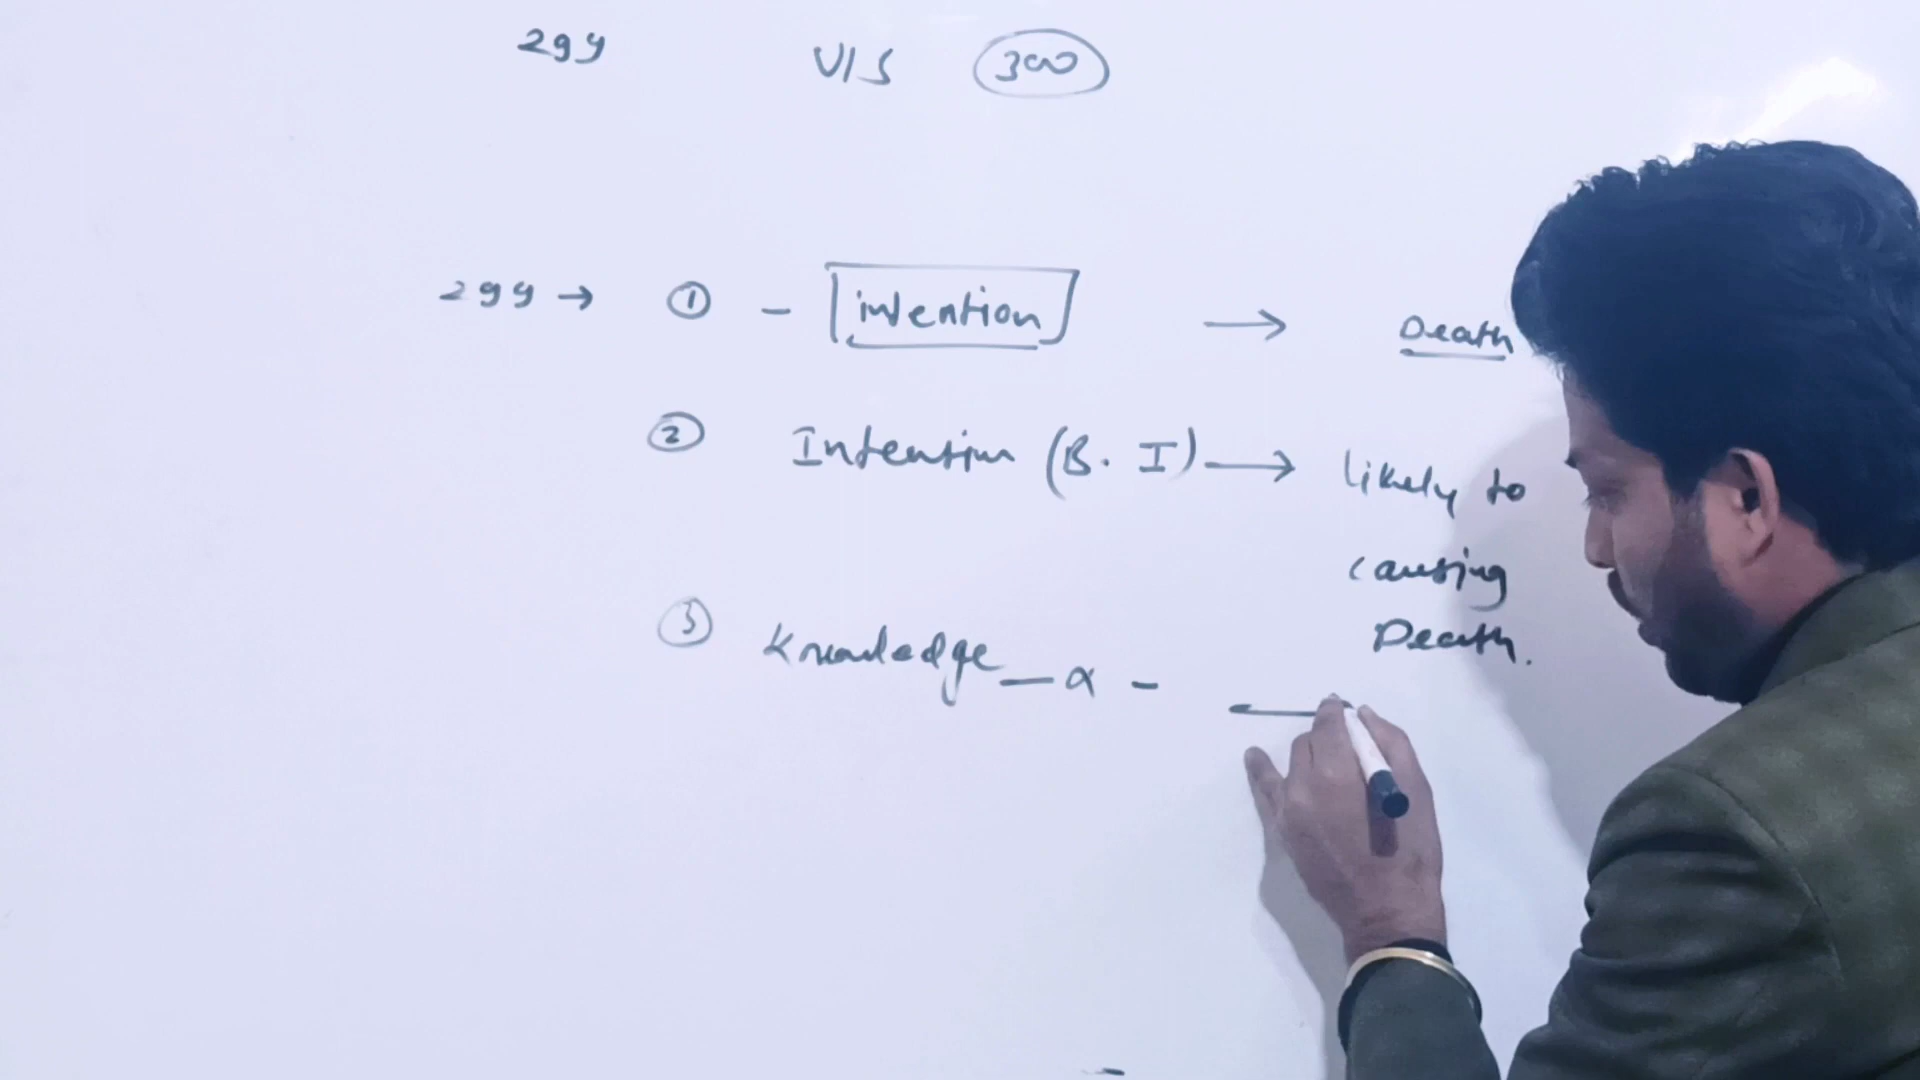 299 V/S 300
299 → ① - intention → Death
② Intention (B. I) → likely to
causing
Death.
③ Knowledge - α -